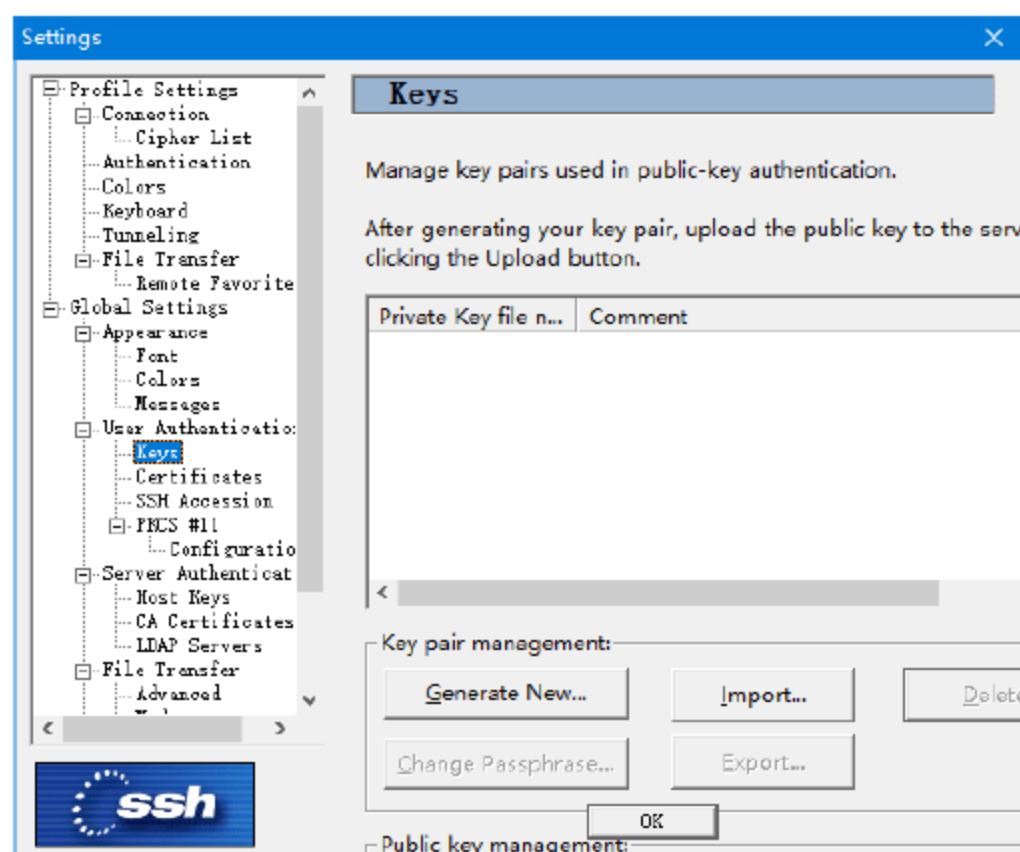 Settings
Profile Settings
Connection
Cipher List
Authentication
Colors
Keyboard
Tunneling
File Transfer
Remote Favorite
Global Settings
Appearance
Font
Colors
Messages
User Authenticatio
Keys
Certificates
SSH Accession
PKCS #11
Configuratio
Server Authenticat
Host Keys
CA Certificates
LDAP Servers
File Transfer
Advanced
ssh
Keys
Manage key pairs used in public-key authentication.
After generating your key pair, upload the public key to the serv
clicking the Upload button.
Private Key file n... Comment
Key pair management:
Generate New... Import... Delete
Change Passphrase... Export...
OK
Public key management: